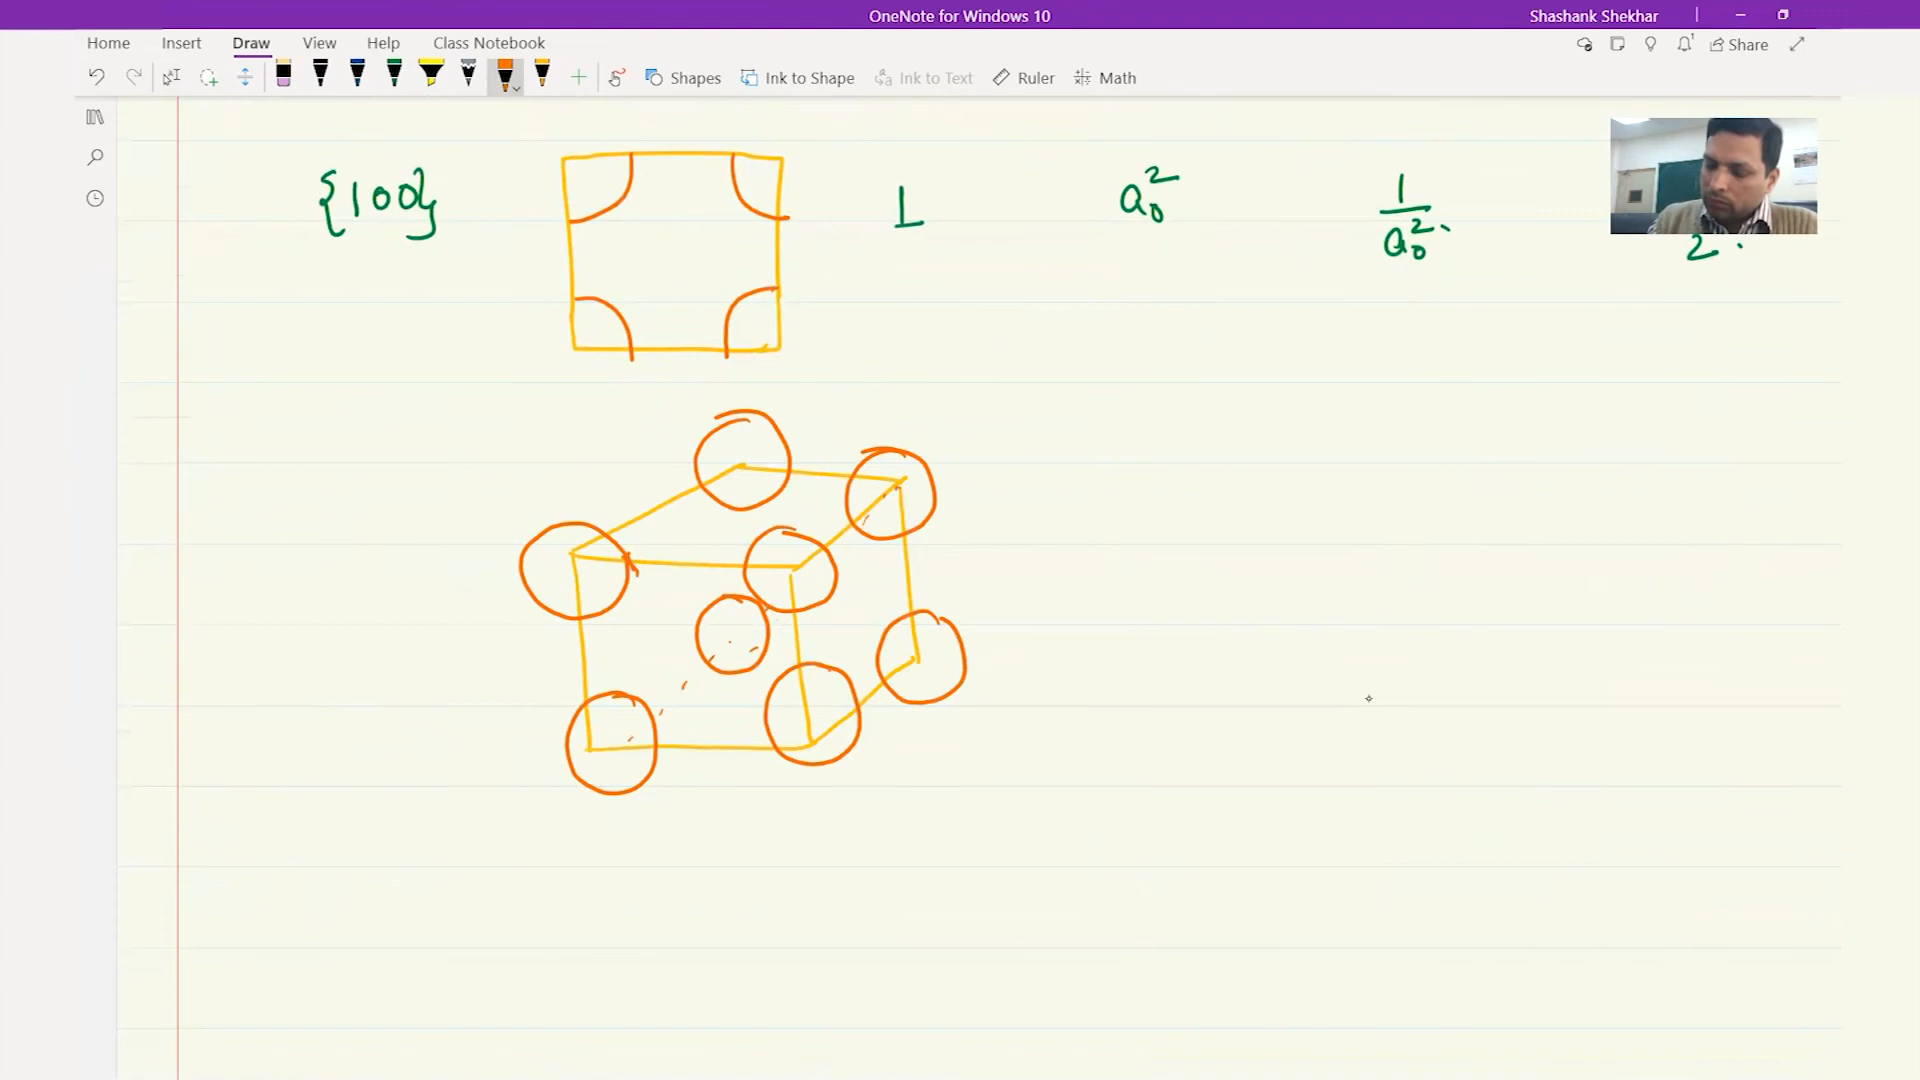 OneNote for Windows 10
Shashank Shekhar
Home Insert Draw View Help Class Notebook
Share
Shapes Ink to Shape Ink to Text Ruler Math
{100} 1 a₀² 1/a₀² 2